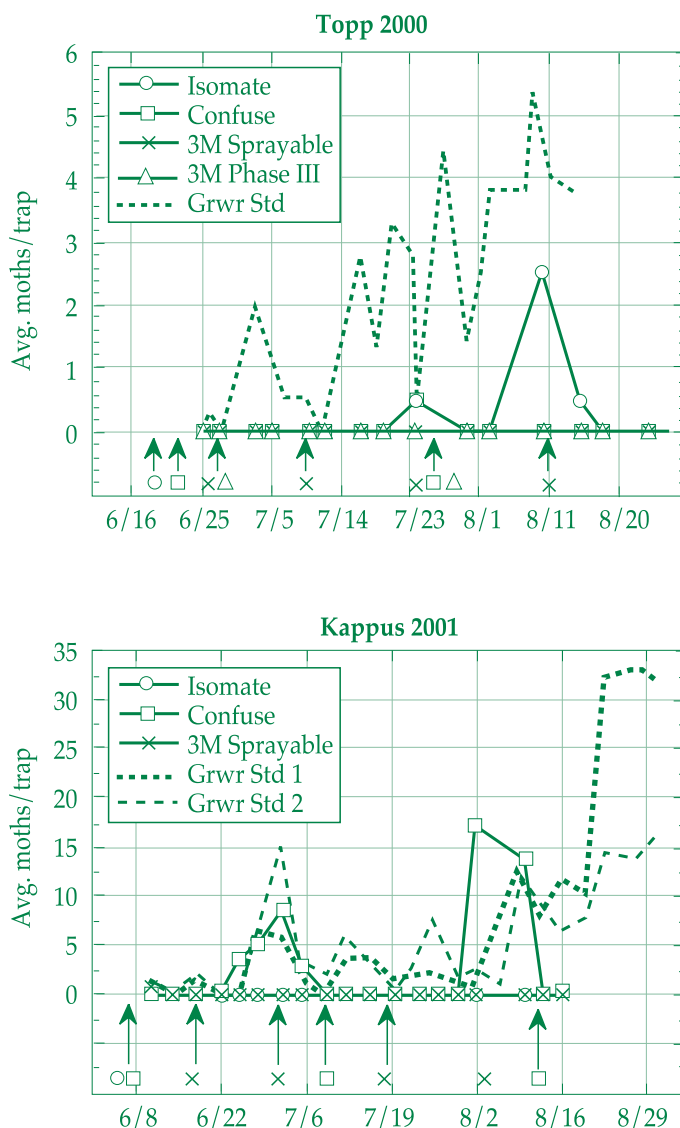 Topp 2000
Avg. moths/trap
6
5
4
3
2
1
0
Isomate
Confuse
3M Sprayable
3M Phase III
Grwr Std
6/16 6/25 7/5 7/14 7/23 8/1 8/11 8/20
Kappus 2001
Avg. moths/trap
35
30
25
20
15
10
5
0
Isomate
Confuse
3M Sprayable
Grwr Std 1
Grwr Std 2
6/8 6/22 7/6 7/19 8/2 8/16 8/29